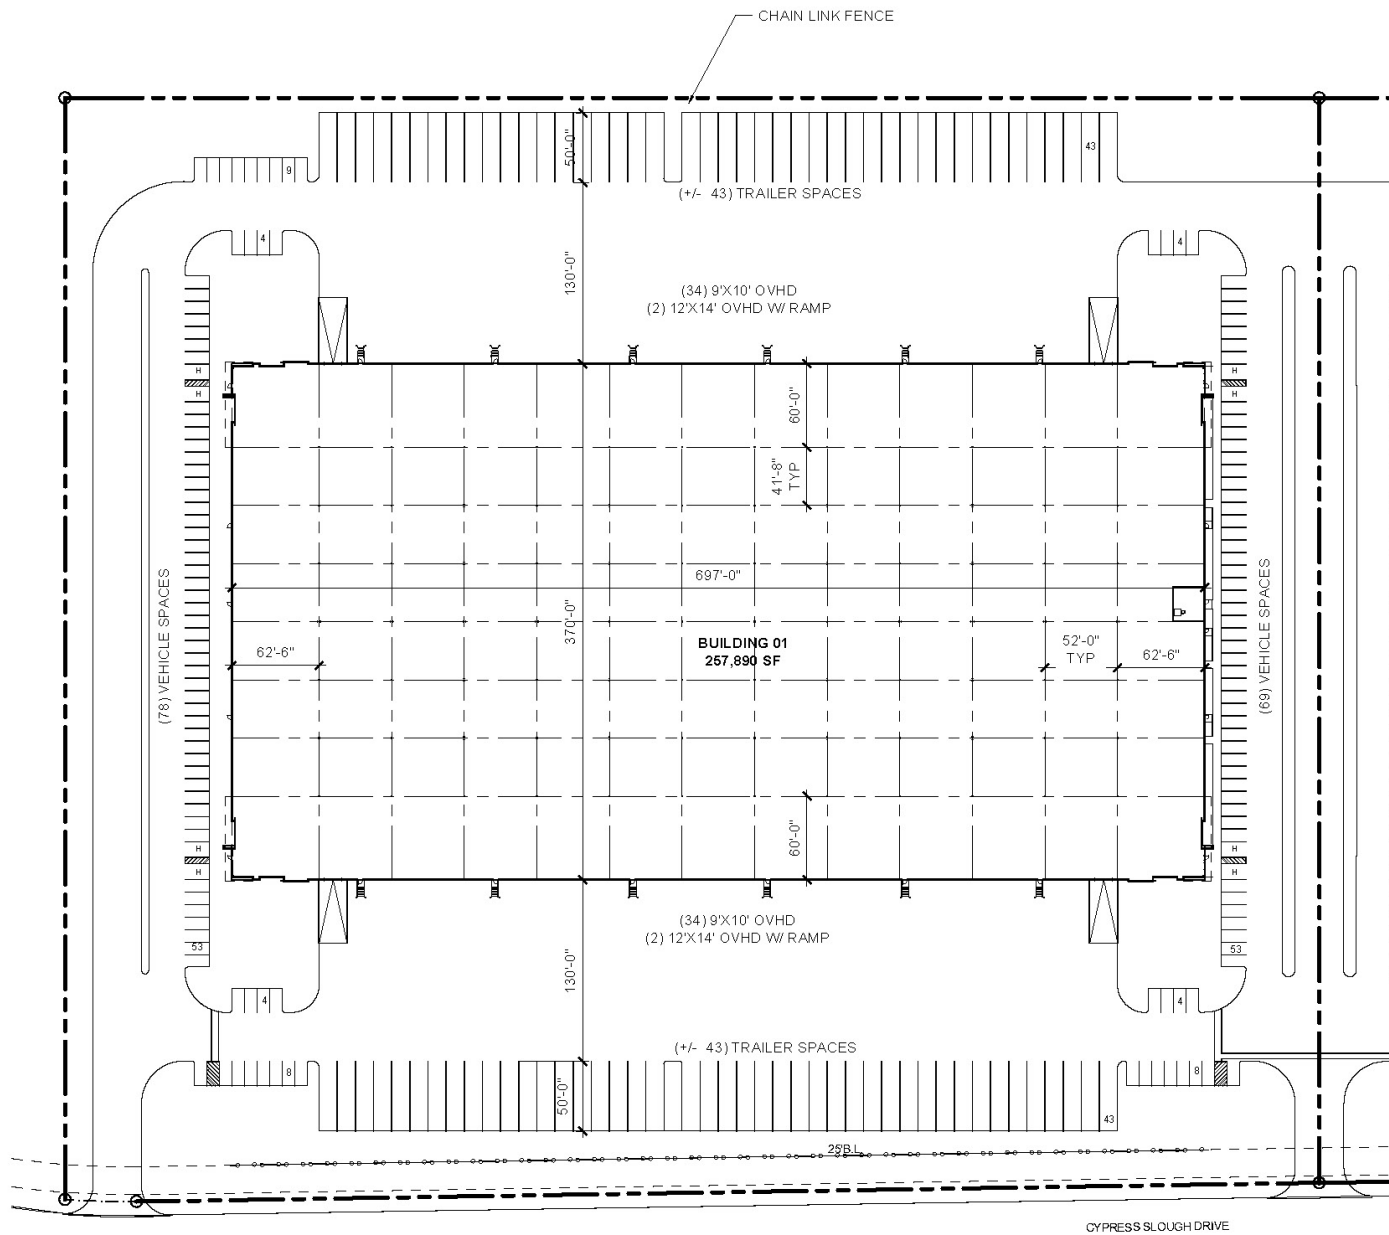 CHAIN LINK FENCE
50'-0"
43
9
(+/- 43) TRAILER SPACES
4
4
130'-0"
(34) 9'X10' OVHD
(2) 12'X14' OVHD W/ RAMP
H
H
H
H
60'-0"
41'-8"
TYP
697'-0"
(78) VEHICLE SPACES
370'-0"
(69) VEHICLE SPACES
62'-6"
BUILDING 01
257,890 SF
52'-0"
TYP
62'-6"
60'-0"
H
H
H
H
(34) 9'X10' OVHD
(2) 12'X14' OVHD W/ RAMP
53
53
130'-0"
4
4
(+/- 43) TRAILER SPACES
8
8
50'-0"
43
25'B.L.
CYPRESS SLOUGH DRIVE